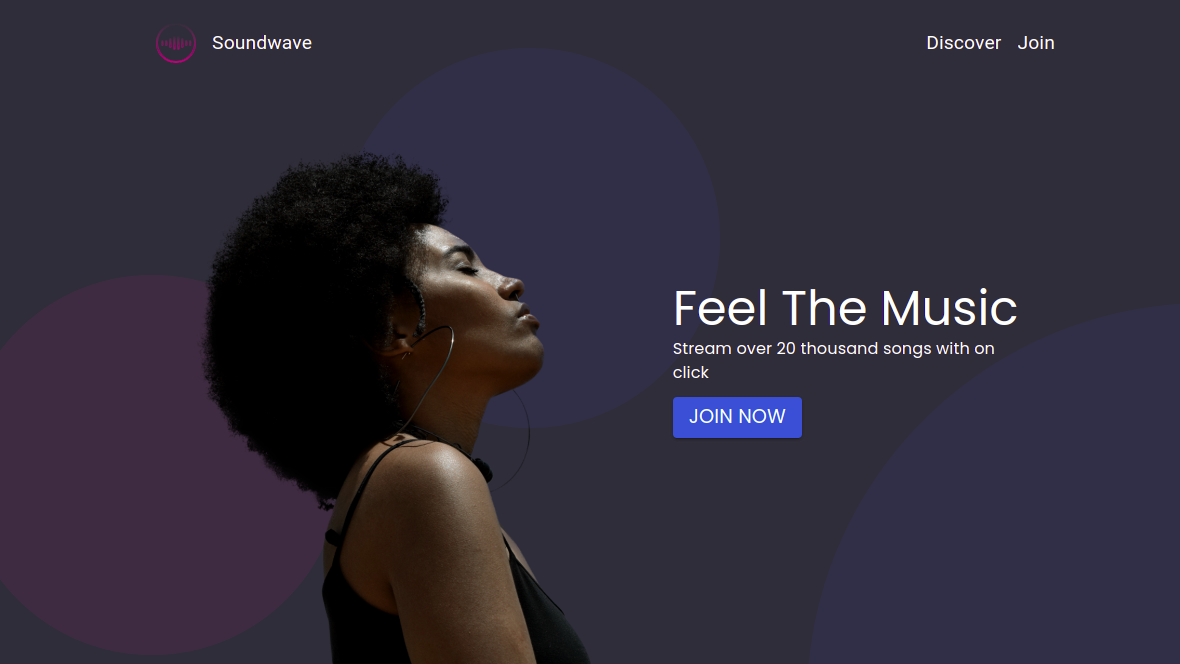 Soundwave
Discover Join
Feel The Music
Stream over 20 thousand songs with on
click
JOIN NOW